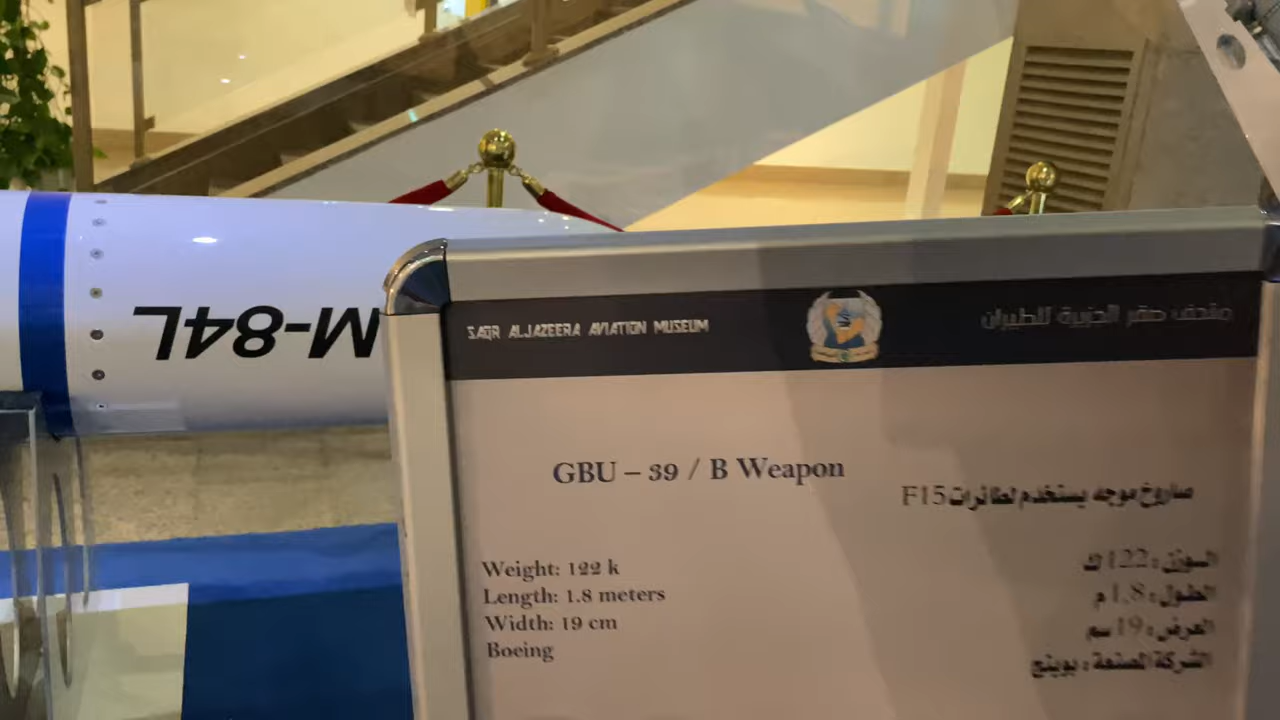 M-84L
SAQR ALJAZEERA AVIATION MUSEUM
متحف صقر الجزيرة للطيران
GBU – 39 / B Weapon
صاروخ موجه يستخدم لطائرات F15
Weight: 122 k
Length: 1.8 meters
Width: 19 cm
Boeing
الوزن : 122 ك
الطول : 1,8 م
العرض : 19 سم
الشركة المصنعة : بوينج